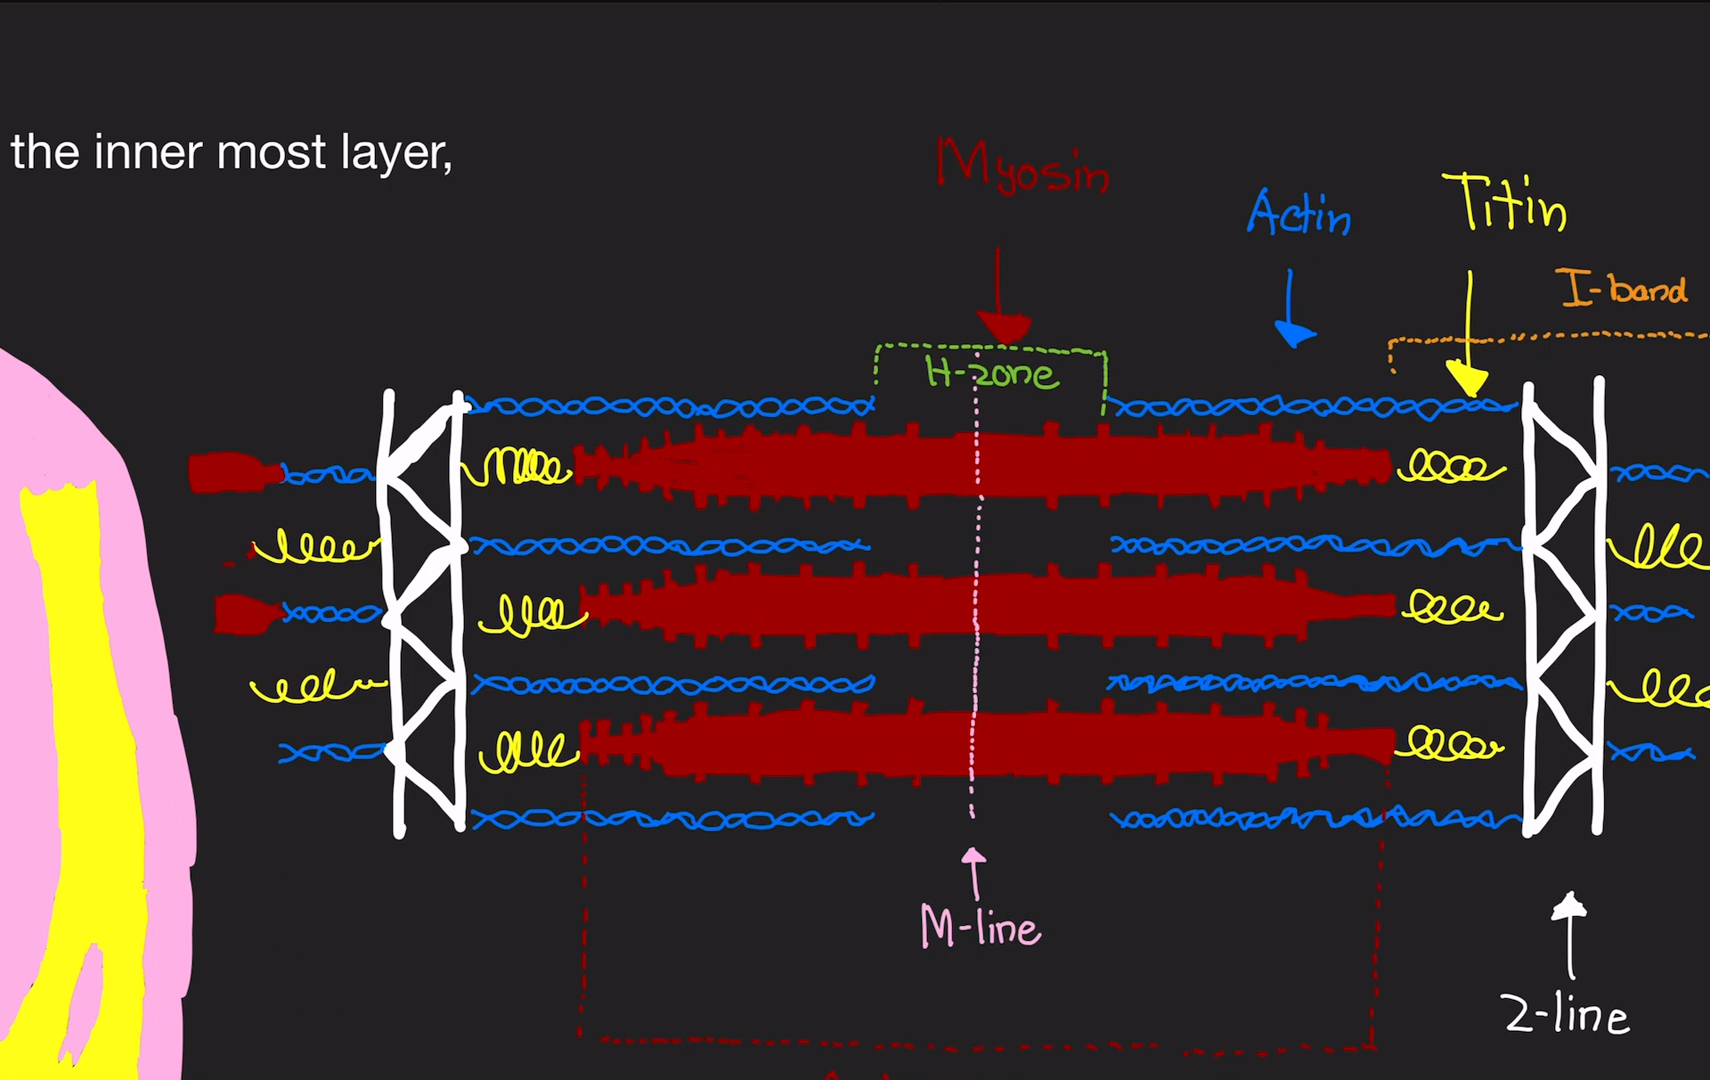 the inner most layer,
Myosin
Actin
Titin
I-band
H-zone
M-line
Z-line